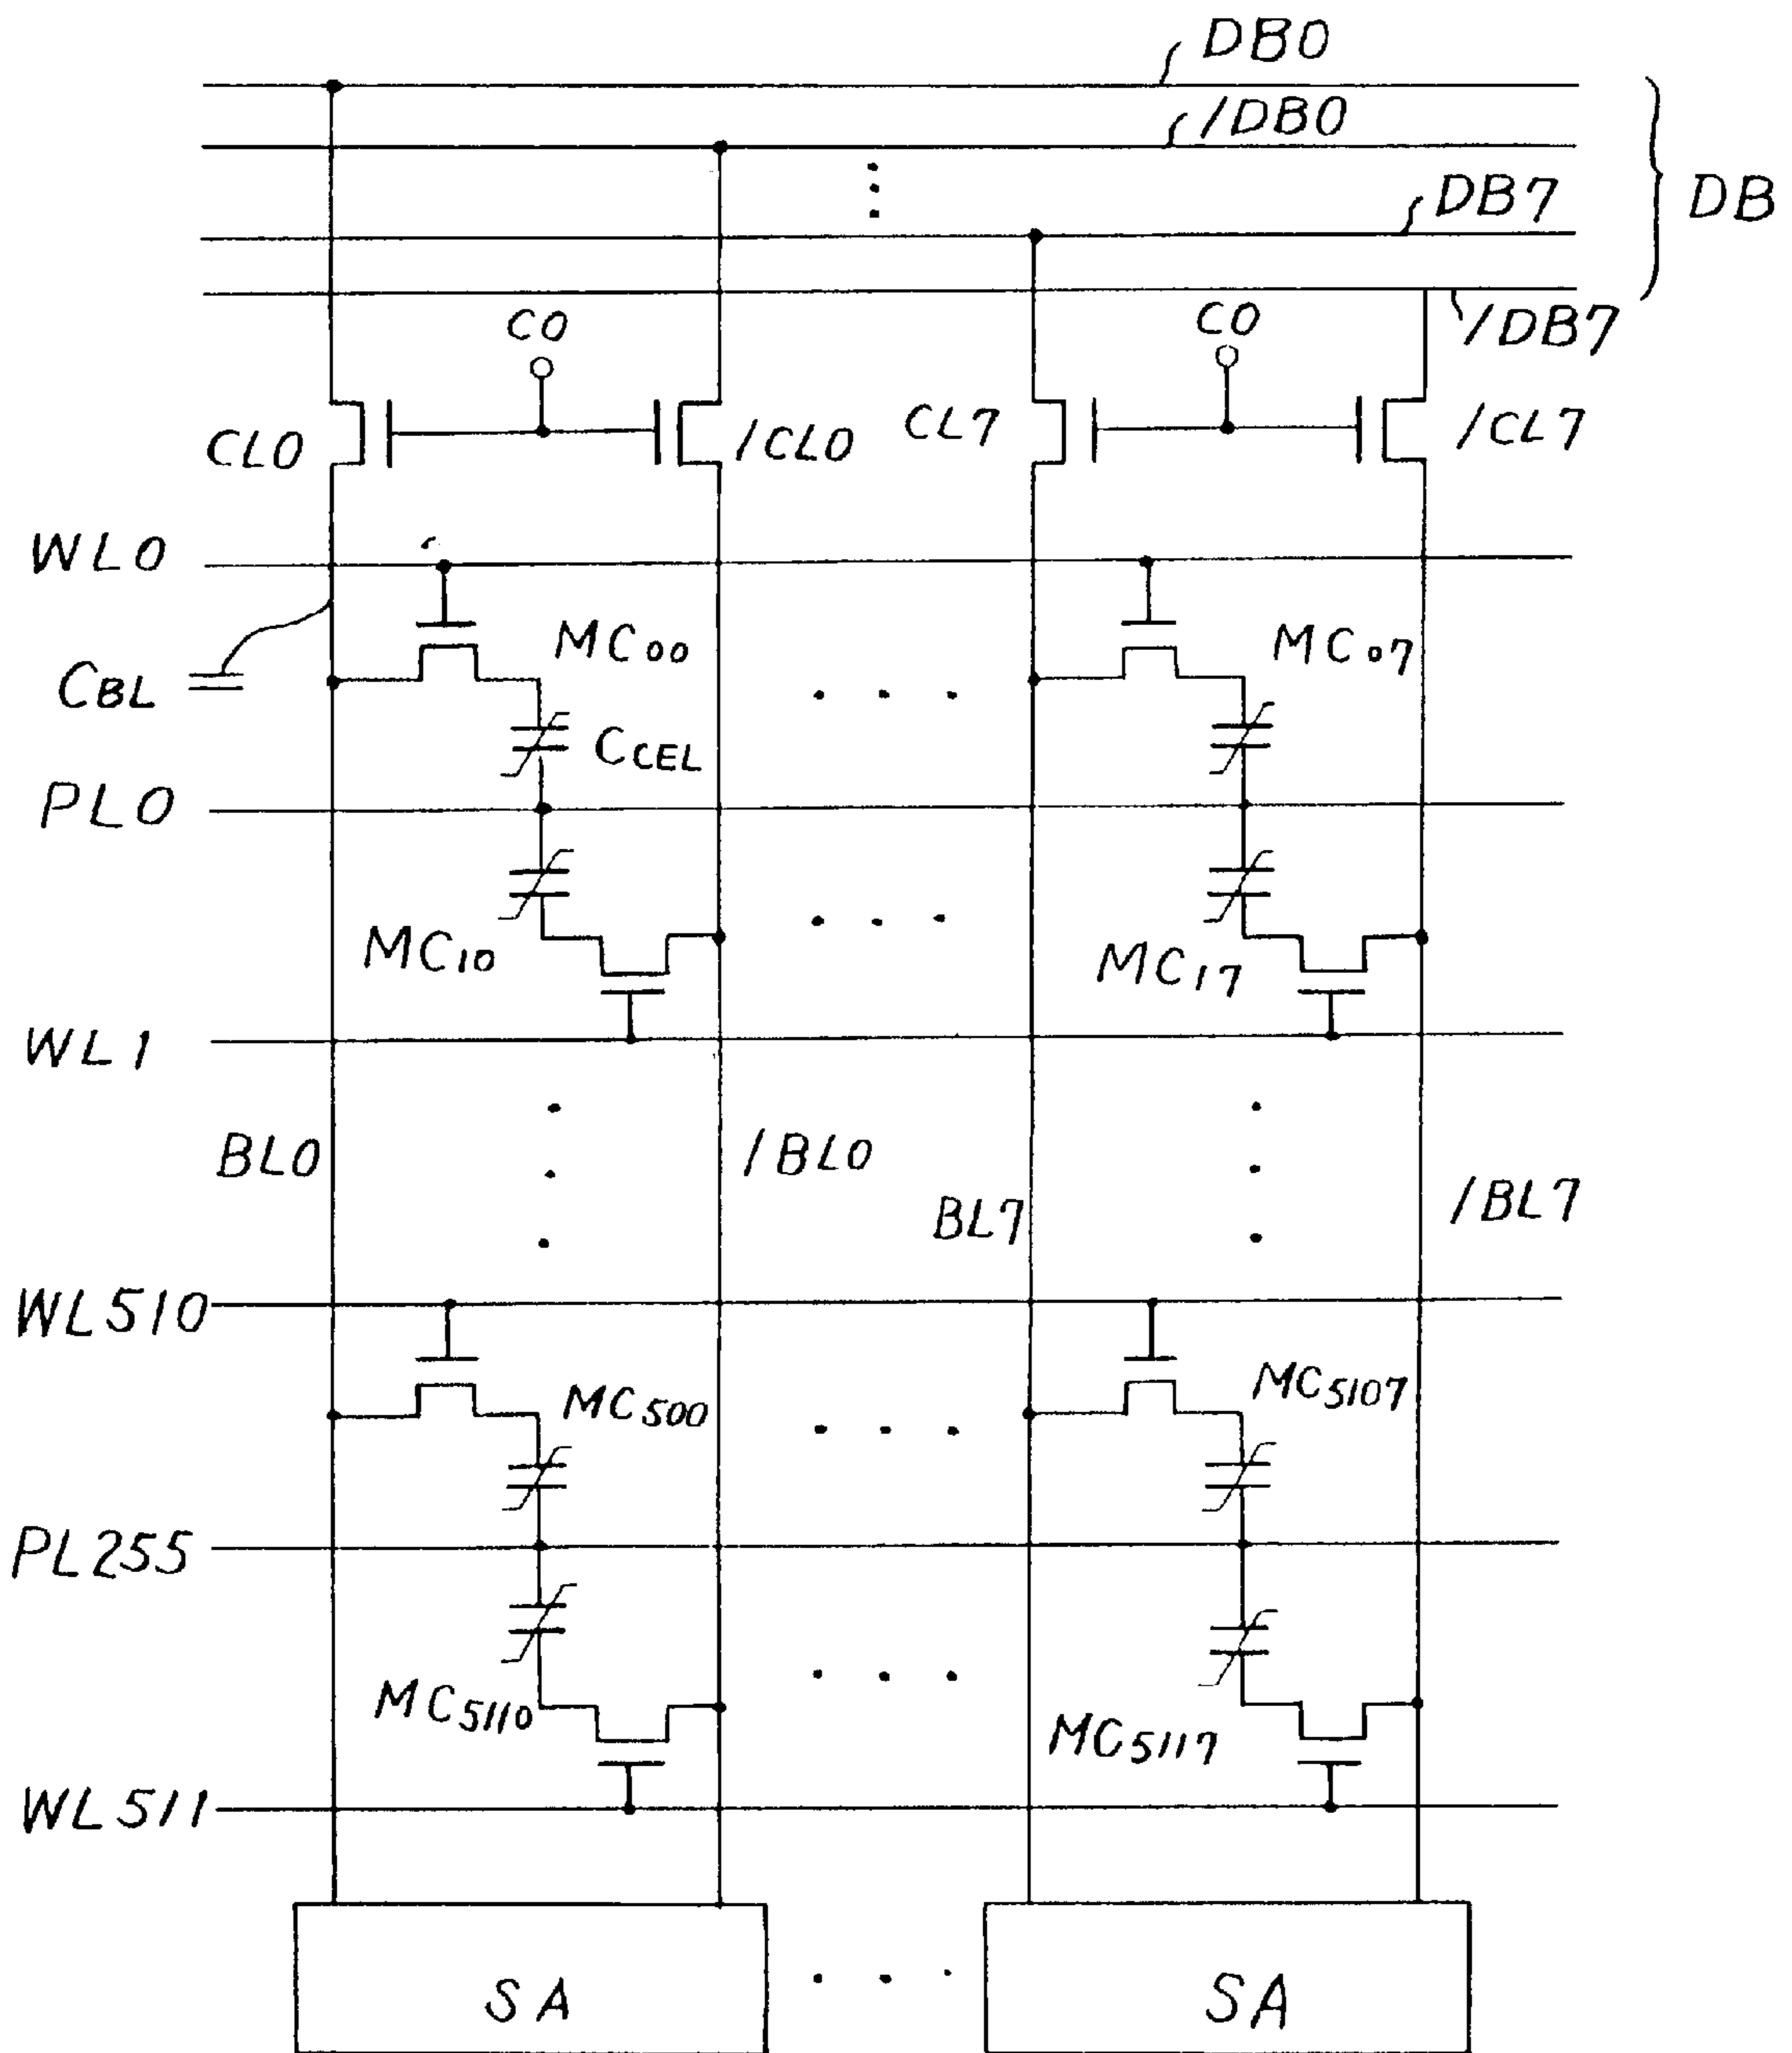 DB0
/DB0
DB7
DB
/DB7
C0
C0
CL0
/CL0
CL7
/CL7
WL0
MC00
MC07
CBL
CCEL
PL0
MC10
MC17
WL1
BL0
/BL0
BL7
/BL7
WL510
MC500
MC5107
PL255
MC5110
MC5117
WL511
SA
SA